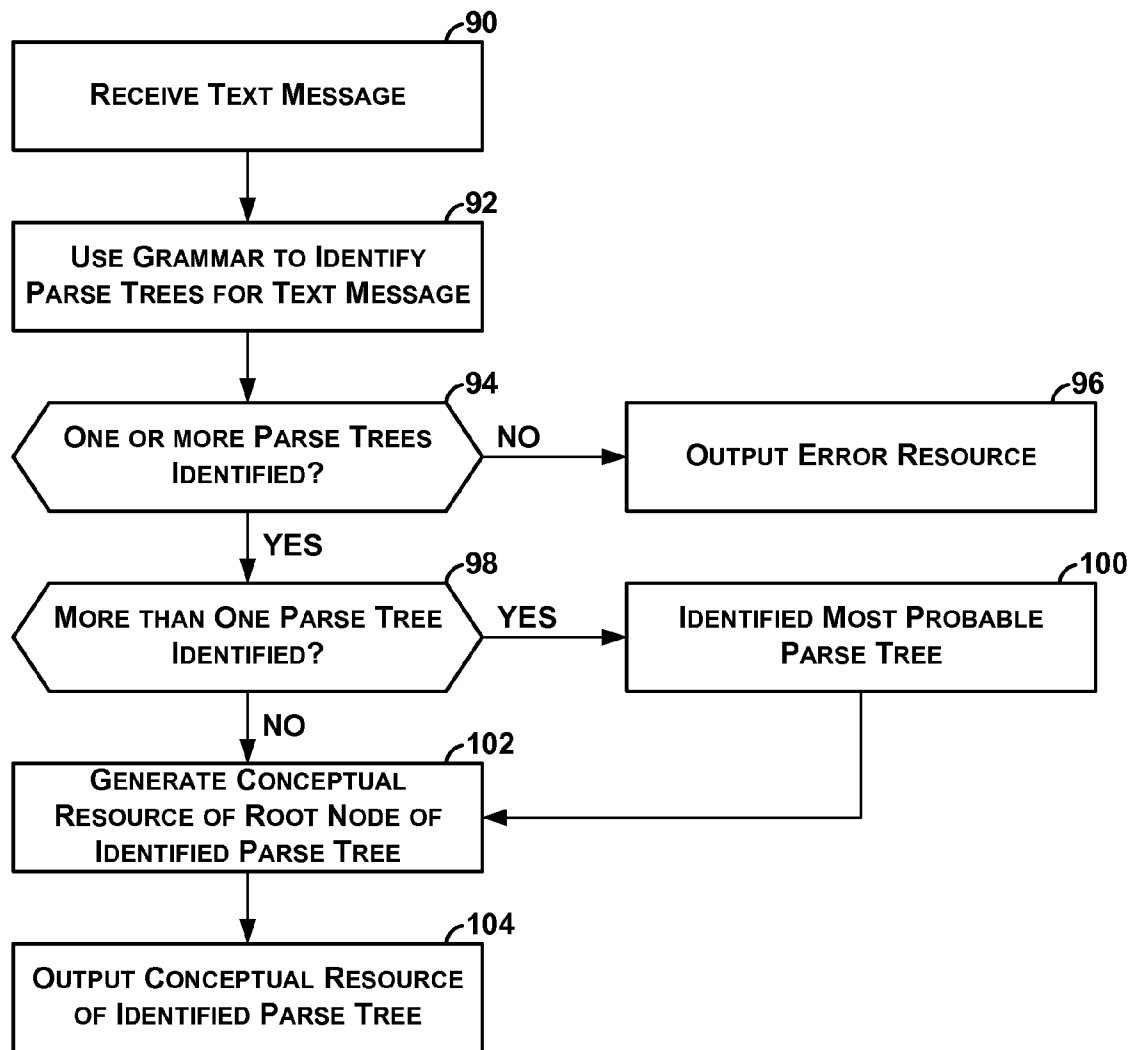 90
RECEIVE TEXT MESSAGE
92
USE GRAMMAR TO IDENTIFY
PARSE TREES FOR TEXT MESSAGE
94
ONE OR MORE PARSE TREES
IDENTIFIED?
NO
96
OUTPUT ERROR RESOURCE
YES
98
MORE THAN ONE PARSE TREE
IDENTIFIED?
YES
100
IDENTIFIED MOST PROBABLE
PARSE TREE
NO
102
GENERATE CONCEPTUAL
RESOURCE OF ROOT NODE OF
IDENTIFIED PARSE TREE
104
OUTPUT CONCEPTUAL RESOURCE
OF IDENTIFIED PARSE TREE